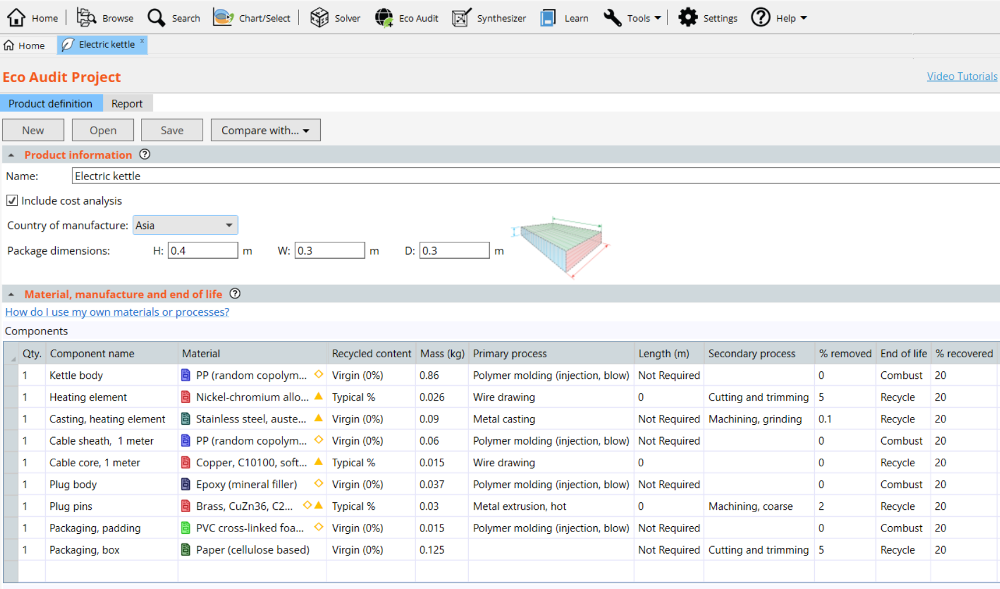 Home Browse Search Chart/Select Solver Eco Audit Synthesizer Learn Tools Settings Help
Home Electric kettle x
Eco Audit Project Video Tutorials
Product definition Report
New Open Save Compare with...
Product information ?
Name: Electric kettle
Include cost analysis
Country of manufacture: Asia
Package dimensions: H: 0.4 m W: 0.3 m D: 0.3 m
Material, manufacture and end of life ?
How do I use my own materials or processes?
Components
Qty. Component name Material Recycled content Mass (kg) Primary process Length (m) Secondary process % removed End of life % recovered
1 Kettle body PP (random copolym... Virgin (0%) 0.86 Polymer molding (injection, blow) Not Required 0 Combust 20
1 Heating element Nickel-chromium allo... Typical % 0.026 Wire drawing 0 Cutting and trimming 5 Recycle 20
1 Casting, heating element Stainless steel, auste... Virgin (0%) 0.09 Metal casting Not Required Machining, grinding 0.1 Recycle 20
1 Cable sheath, 1 meter PP (random copolym... Virgin (0%) 0.06 Polymer molding (injection, blow) Not Required 0 Combust 20
1 Cable core, 1 meter Copper, C10100, soft... Typical % 0.015 Wire drawing 0 0 Recycle 20
1 Plug body Epoxy (mineral filler) Virgin (0%) 0.037 Polymer molding (injection, blow) Not Required 0 Combust 20
1 Plug pins Brass, CuZn36, C2... Typical % 0.03 Metal extrusion, hot 0 Machining, coarse 2 Recycle 20
1 Packaging, padding PVC cross-linked foa... Virgin (0%) 0.015 Polymer molding (injection, blow) Not Required 0 Combust 20
1 Packaging, box Paper (cellulose based) Virgin (0%) 0.125 Not Required Cutting and trimming 5 Recycle 20